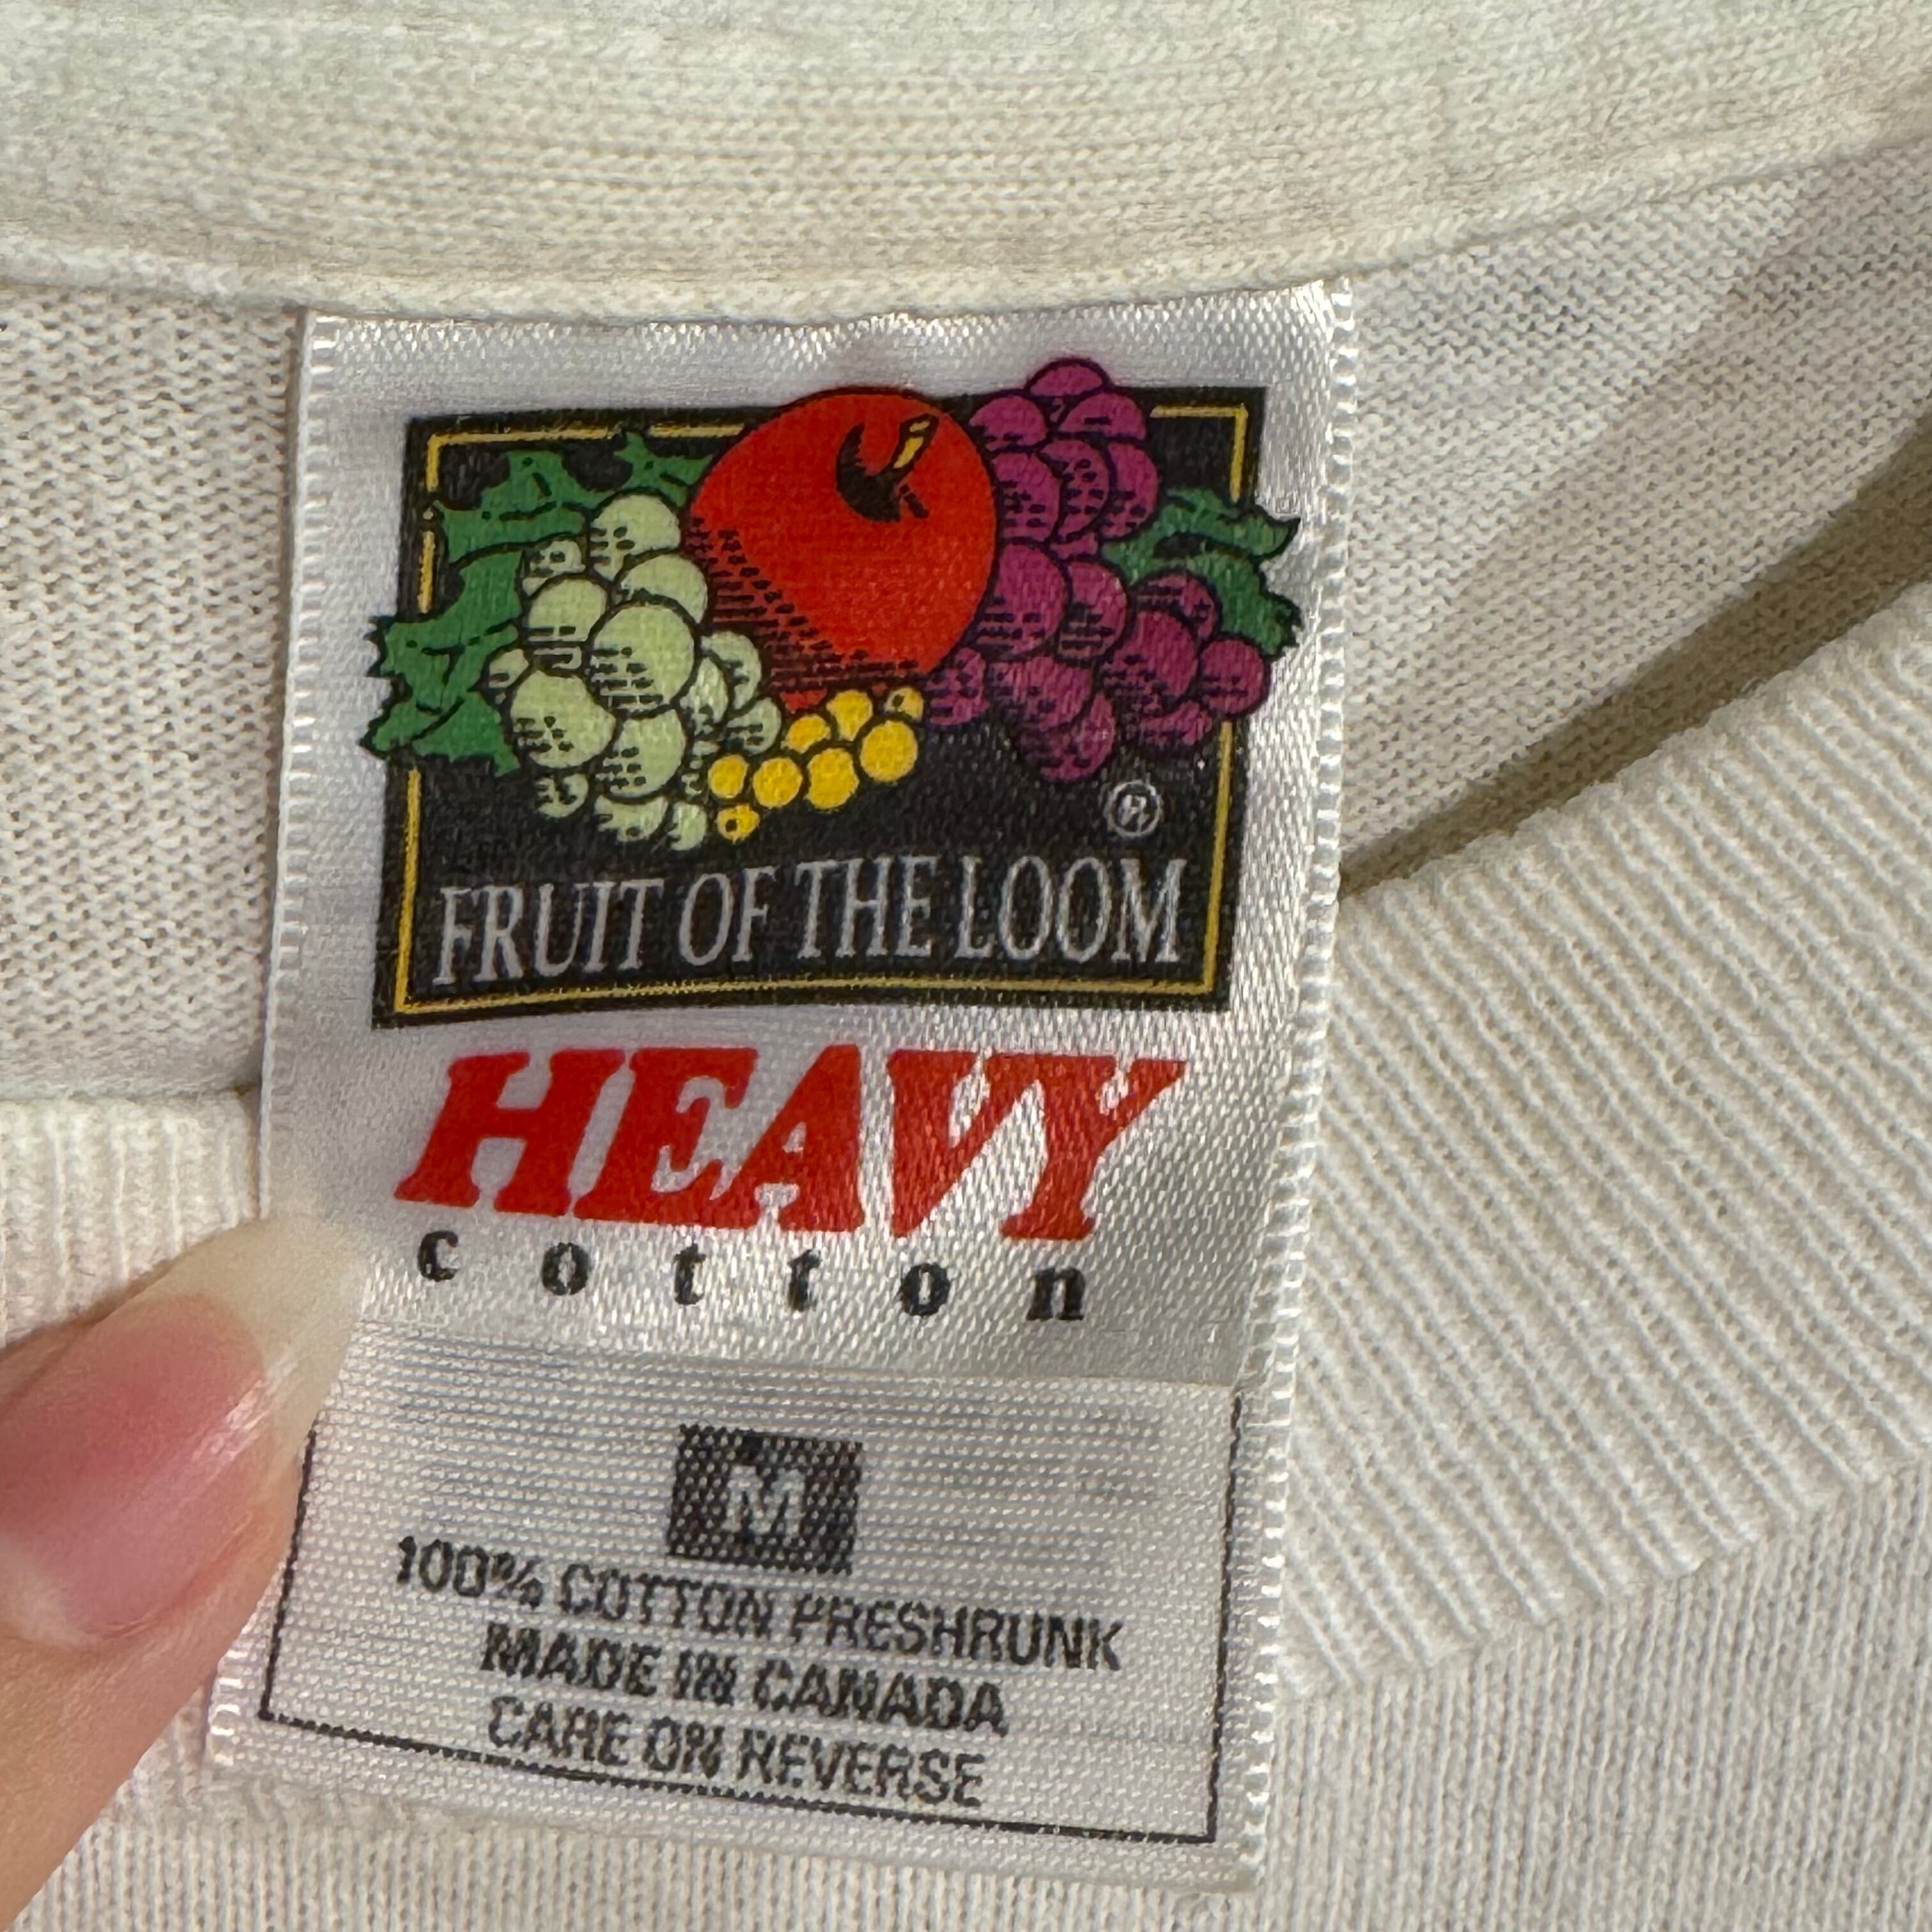 ®
FRUIT OF THE LOOM
HEAVY
cotton
M
100% COTTON PRESHRUNK
MADE IN CANADA
CARE ON REVERSE